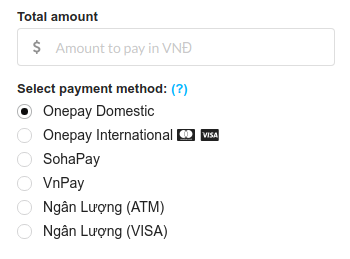 Total amount
$ Amount to pay in VNĐ
Select payment method: (?)
Onepay Domestic
Onepay International VISA
SohaPay
VnPay
Ngân Lượng (ATM)
Ngân Lượng (VISA)